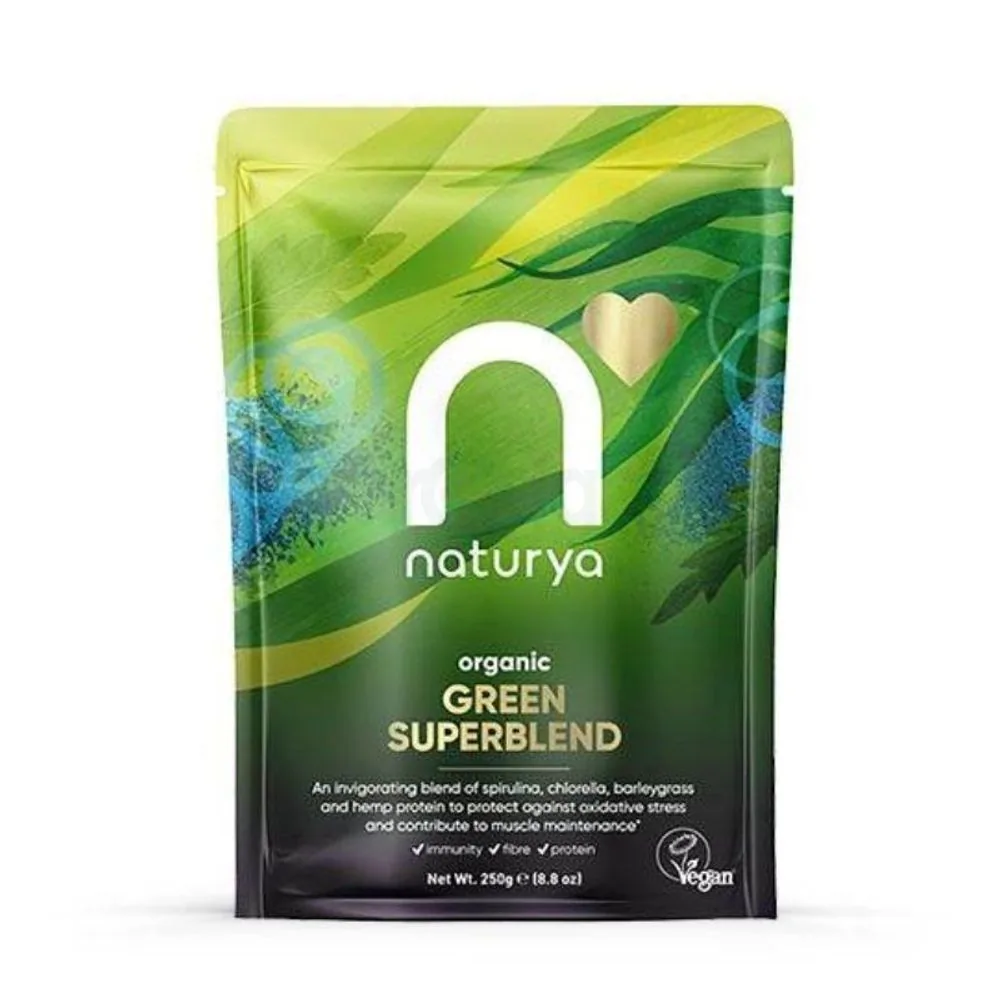 naturya
organic
GREEN
SUPERBLEND
An invigorating blend of spirulina, chlorella, barleygrass
and hemp protein to protect against oxidative stress
and contribute to muscle maintenance*
✓immunity ✓fibre ✓protein
Net Wt. 250g ℮ (8.8 oz)
Vegan